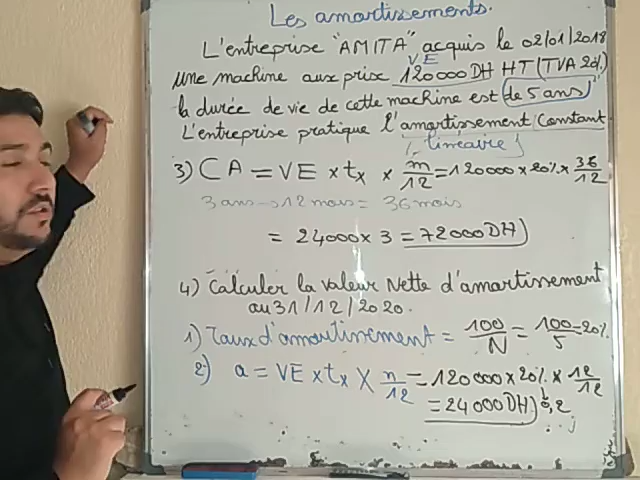 Les amortissements.
L'entreprise "AMITA" acquis le 02/01/2018
VE
une machine aux prix 120000 DH HT (TVA 20%)
la durée de vie de cette machine est de 5 ans)
L'entreprise pratique l'amortissement Constant
(linéaire)
3) CA = VE × tx × m/12 = 120000 × 20% × 36/12
3 ans → 12 mois = 36 mois
= 24000 × 3 = 72000 DH
4) Calculer la valeur Nette d'amortissement
au 31/12/2020.
1) Taux d'amortissement = 100/N = 100/5 = 20%
2) a = VE × tx × n/12 = 120000 × 20% × 12/12
= 24000 DH) 0,2